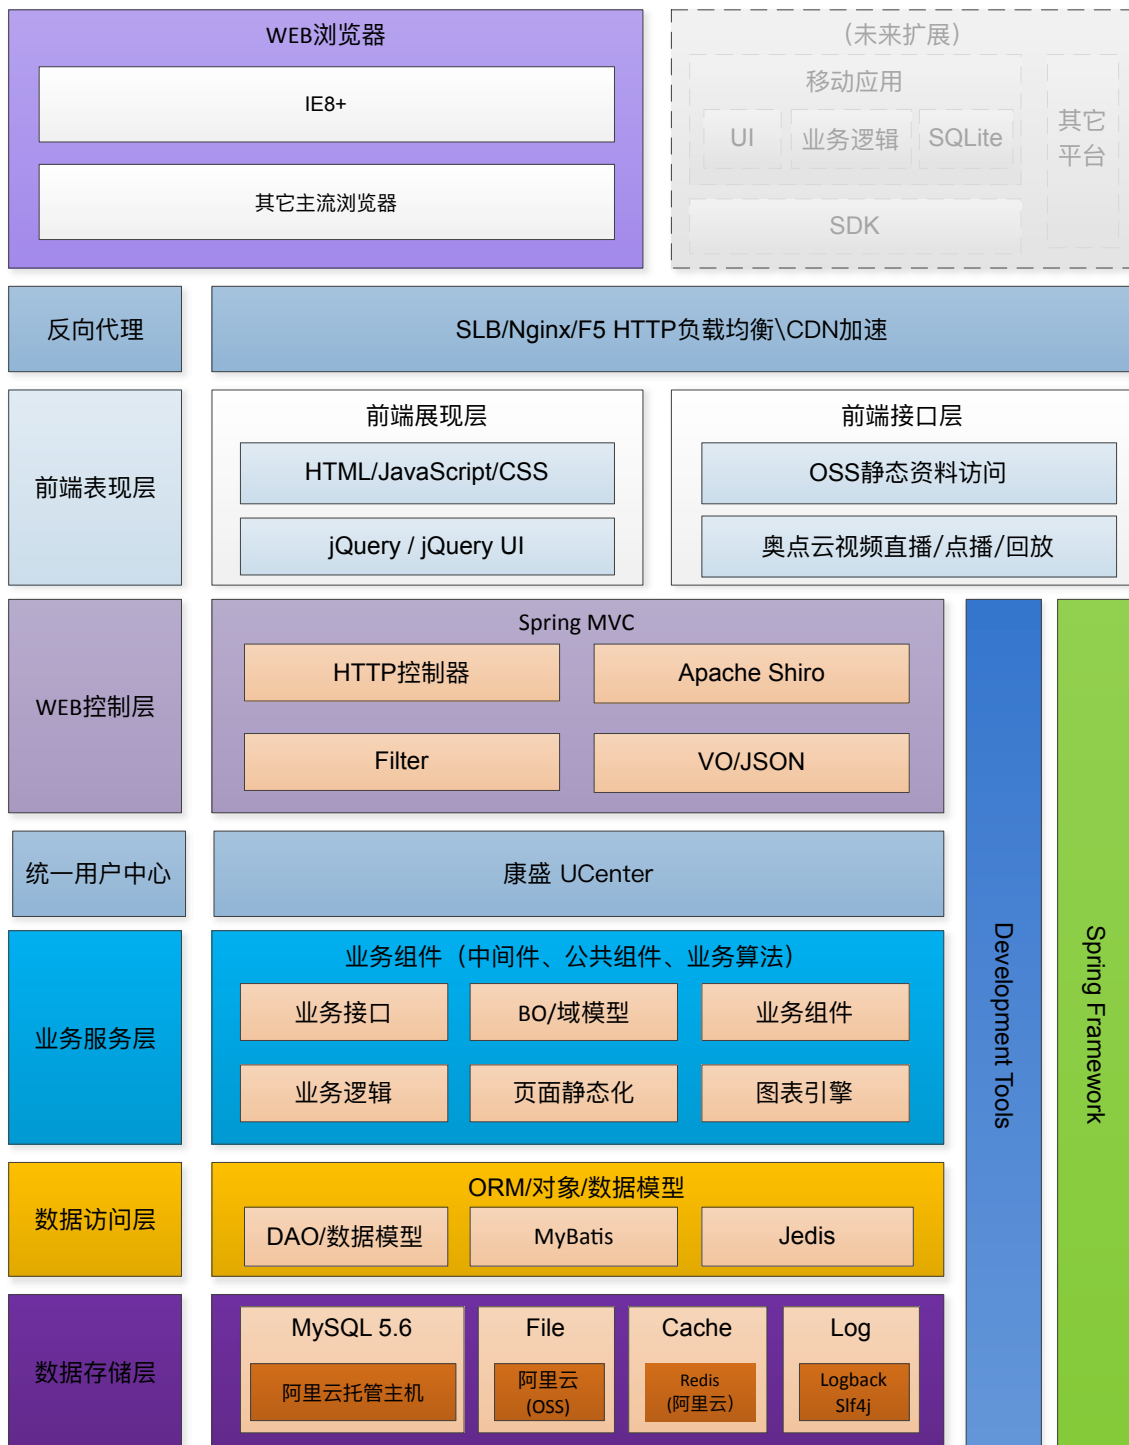 WEB浏览器
IE8+
其它主流浏览器
（未来扩展）
移动应用
UI
业务逻辑
SQLite
SDK
其它
平台
反向代理
SLB/Nginx/F5 HTTP负载均衡\CDN加速
前端表现层
前端展现层
HTML/JavaScript/CSS
jQuery / jQuery UI
前端接口层
OSS静态资料访问
奥点云视频直播/点播/回放
WEB控制层
Spring MVC
HTTP控制器
Apache Shiro
Filter
VO/JSON
统一用户中心
康盛 UCenter
业务服务层
业务组件（中间件、公共组件、业务算法）
业务接口
BO/域模型
业务组件
业务逻辑
页面静态化
图表引擎
数据访问层
ORM/对象/数据模型
DAO/数据模型
MyBatis
Jedis
数据存储层
MySQL 5.6
阿里云托管主机
File
阿里云
(OSS)
Cache
Redis
(阿里云)
Log
Logback
Slf4j
Development Tools
Spring Framework